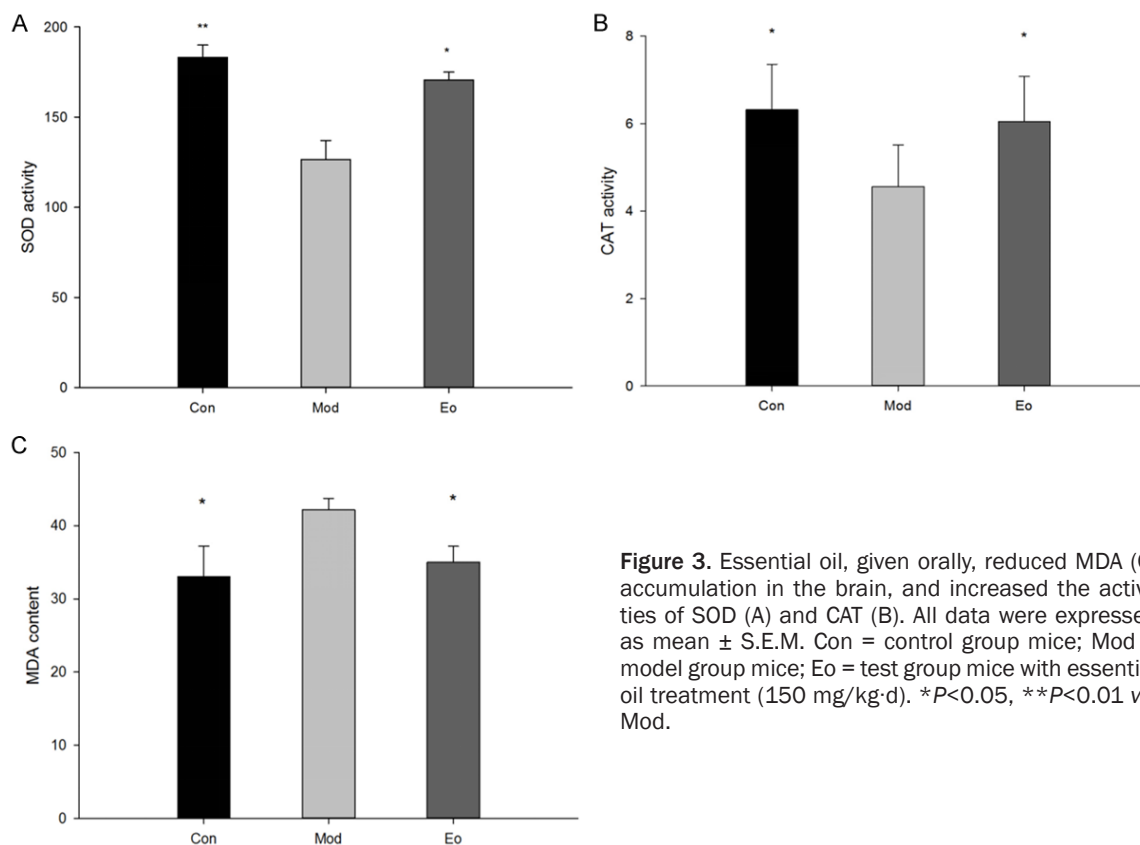 A
200
150
100
50
0
SOD activity
**
*
Con
Mod
Eo
B
8
6
4
2
0
CAT activity
*
*
Con
Mod
Eo
C
50
40
30
20
10
0
MDA content
*
*
Con
Mod
Eo
Figure 3. Essential oil, given orally, reduced MDA (
accumulation in the brain, and increased the activ
ties of SOD (A) and CAT (B). All data were expresse
as mean ± S.E.M. Con = control group mice; Mod
model group mice; Eo = test group mice with essenti
oil treatment (150 mg/kg·d). *P<0.05, **P<0.01 v
Mod.